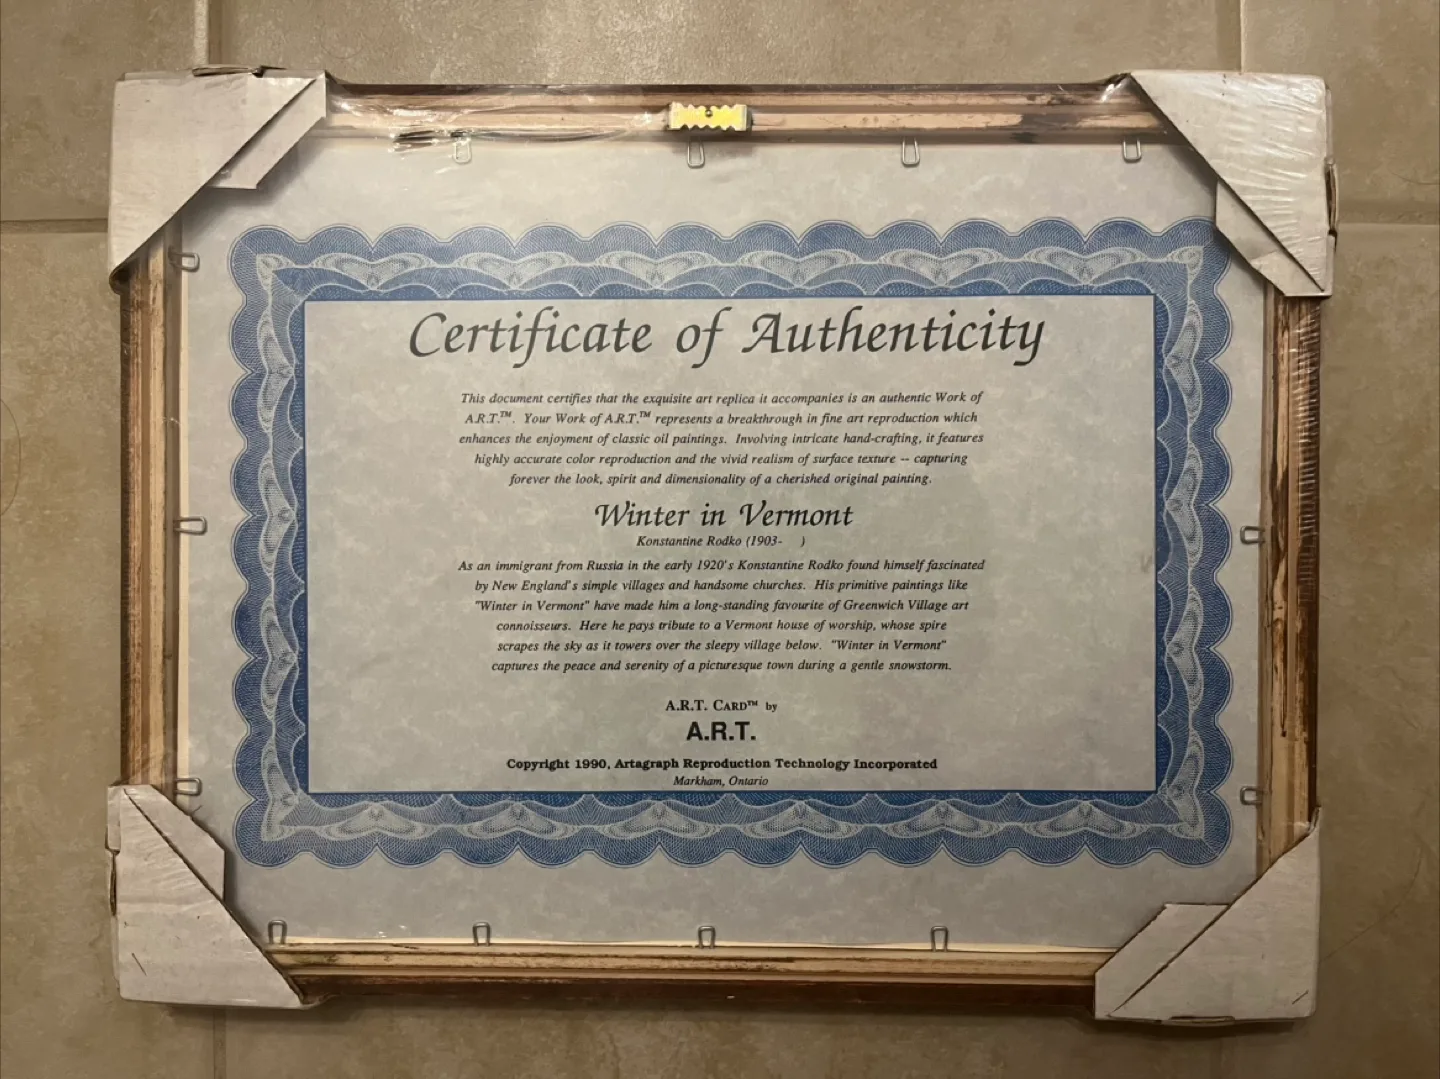 Certificate of Authenticity
This document certifies that the exquisite art replica it accompanies is an authentic Work of
A.R.T.™. Your Work of A.R.T.™ represents a breakthrough in fine art reproduction which
enhances the enjoyment of classic oil paintings. Involving intricate hand-crafting, it features
highly accurate color reproduction and the vivid realism of surface texture -- capturing
forever the look, spirit and dimensionality of a cherished original painting.
Winter in Vermont
Konstantine Rodko (1903- )
As an immigrant from Russia in the early 1920's Konstantine Rodko found himself fascinated
by New England's simple villages and handsome churches. His primitive paintings like
"Winter in Vermont" have made him a long-standing favourite of Greenwich Village art
connoisseurs. Here he pays tribute to a Vermont house of worship, whose spire
scrapes the sky as it towers over the sleepy village below. "Winter in Vermont"
captures the peace and serenity of a picturesque town during a gentle snowstorm.
A.R.T. CARD™ by
A.R.T.
Copyright 1990, Artagraph Reproduction Technology Incorporated
Markham, Ontario